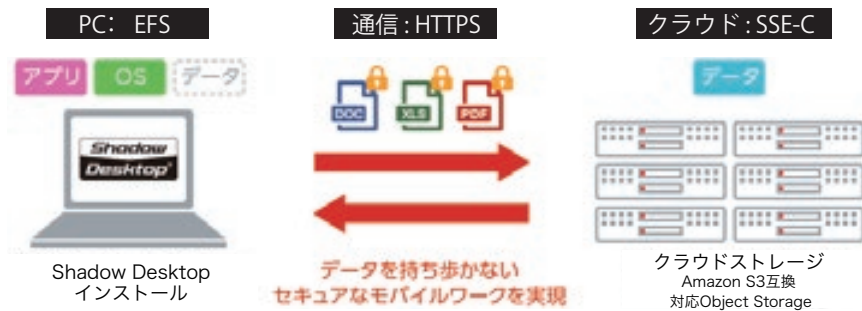 PC： EFS
通信 : HTTPS
クラウド : SSE-C
アプリ
OS
データ
データ
DOC
XLS
PDF
Shadow
Desktop®
Shadow Desktop
インストール
データを持ち歩かない
セキュアなモバイルワークを実現
クラウドストレージ
Amazon S3互換
対応Object Storage